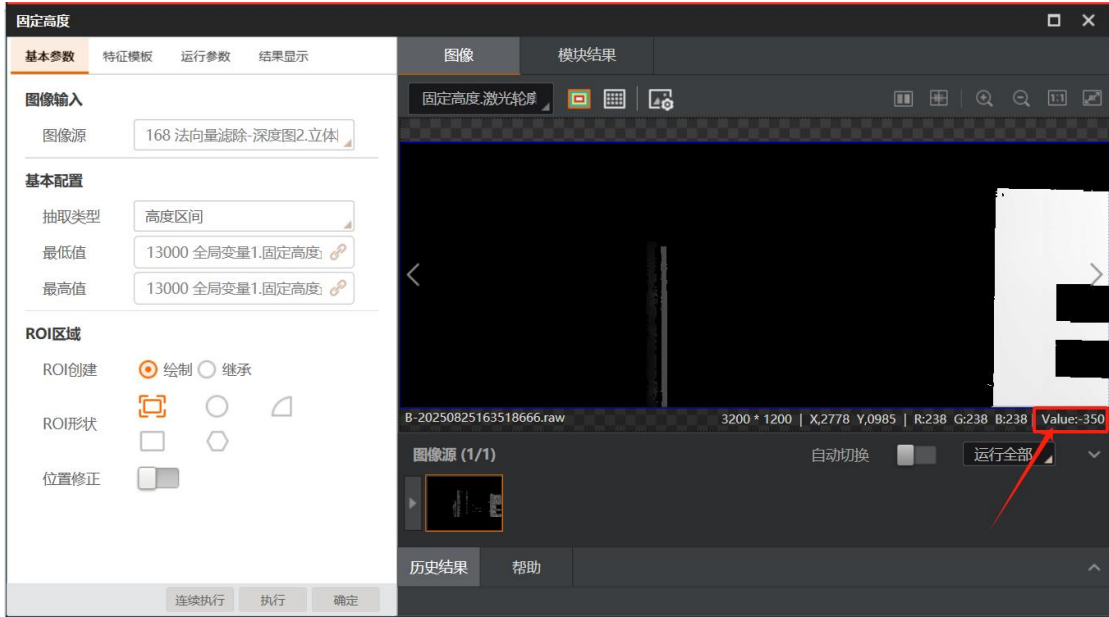 固定高度
基本参数 特征模板 运行参数 结果显示
图像输入
图像源 168 法向量滤除-深度图2.立体
基本配置
抽取类型 高度区间
最低值 13000 全局变量1.固定高度
最高值 13000 全局变量1.固定高度
ROI区域
ROI创建 绘制 继承
ROI形状
位置修正
连续执行 执行 确定
图像 模块结果
固定高度.激光轮廓
1:1
B-20250825163518666.raw 3200 * 1200 | X,2778 Y,0985 | R:238 G:238 B:238 | Value:-350
图像源 (1/1) 自动切换 运行全部
历史结果 帮助